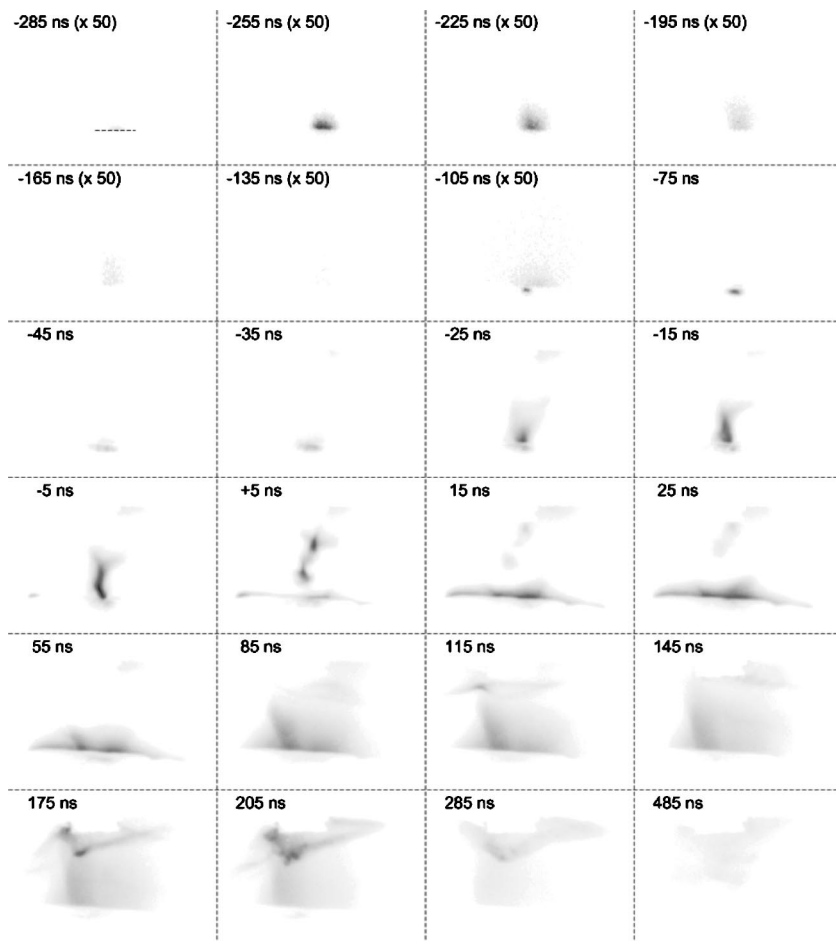 -285 ns (x 50)
-255 ns (x 50)
-225 ns (x 50)
-195 ns (x 50)
-165 ns (x 50)
-135 ns (x 50)
-105 ns (x 50)
-75 ns
-45 ns
-35 ns
-25 ns
-15 ns
-5 ns
+5 ns
15 ns
25 ns
55 ns
85 ns
115 ns
145 ns
175 ns
205 ns
285 ns
485 ns